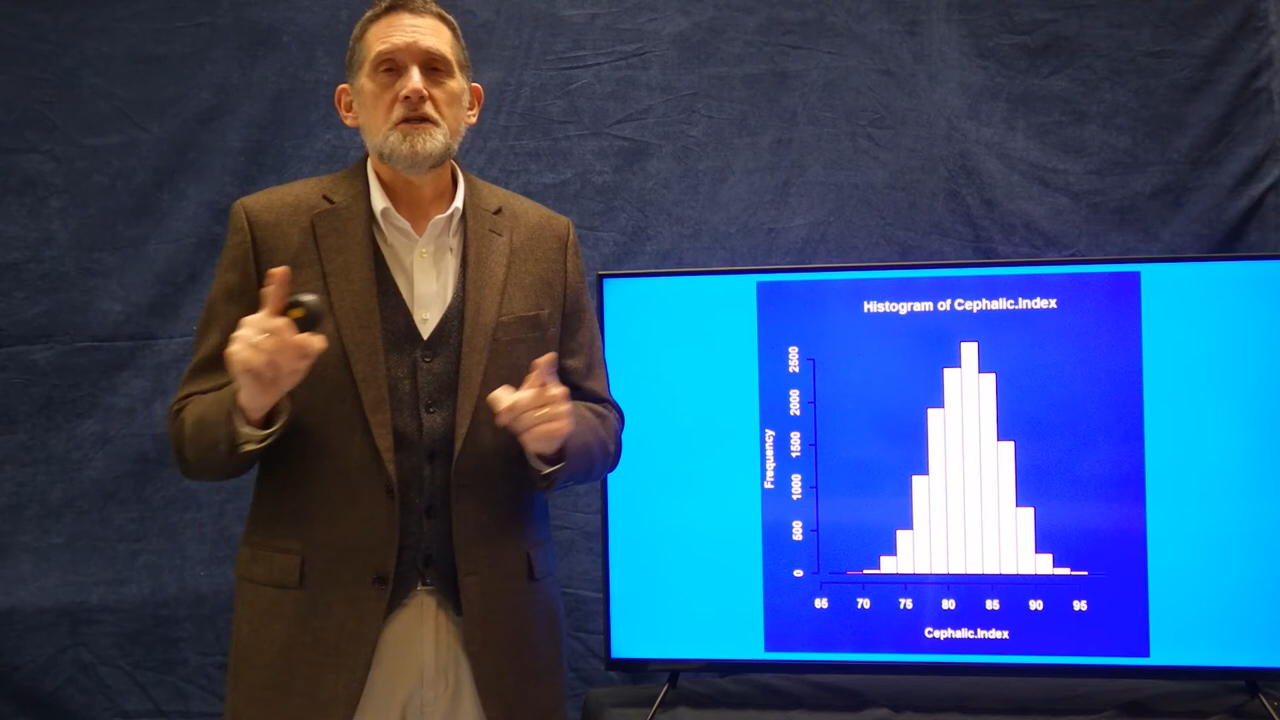 Histogram of Cephalic.Index
Frequency
2500
2000
1500
1000
500
0
65 70 75 80 85 90 95
Cephalic.Index